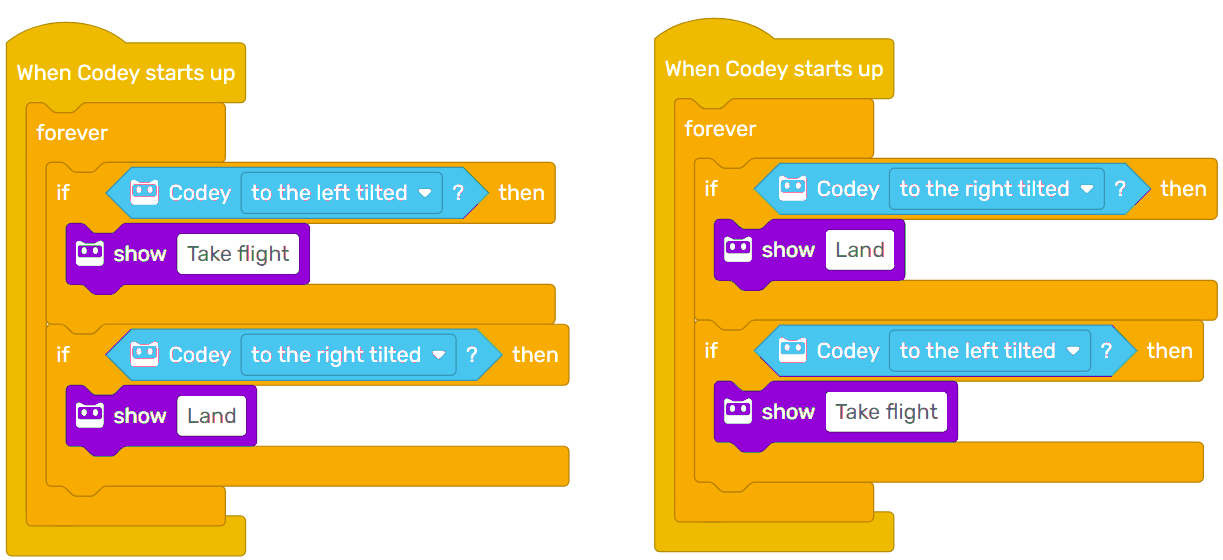 When Codey starts up
forever
if Codey to the left tilted ? then
show Take flight
if Codey to the right tilted ? then
show Land
When Codey starts up
forever
if Codey to the right tilted ? then
show Land
if Codey to the left tilted ? then
show Take flight